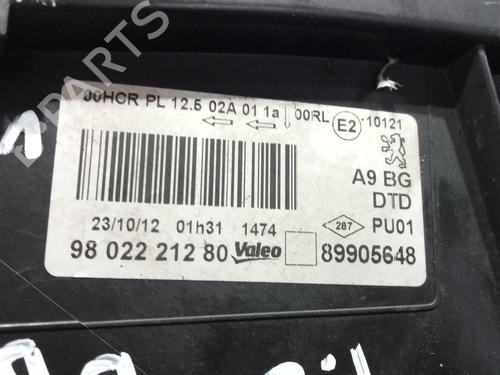 PARTS
00HCR PL 12.5 02A 01 1a 00RL E2 10121
A9 BG
DTD
287 PU01
23/10/12 01h31 1474
98 022 212 80 Valeo 89905648